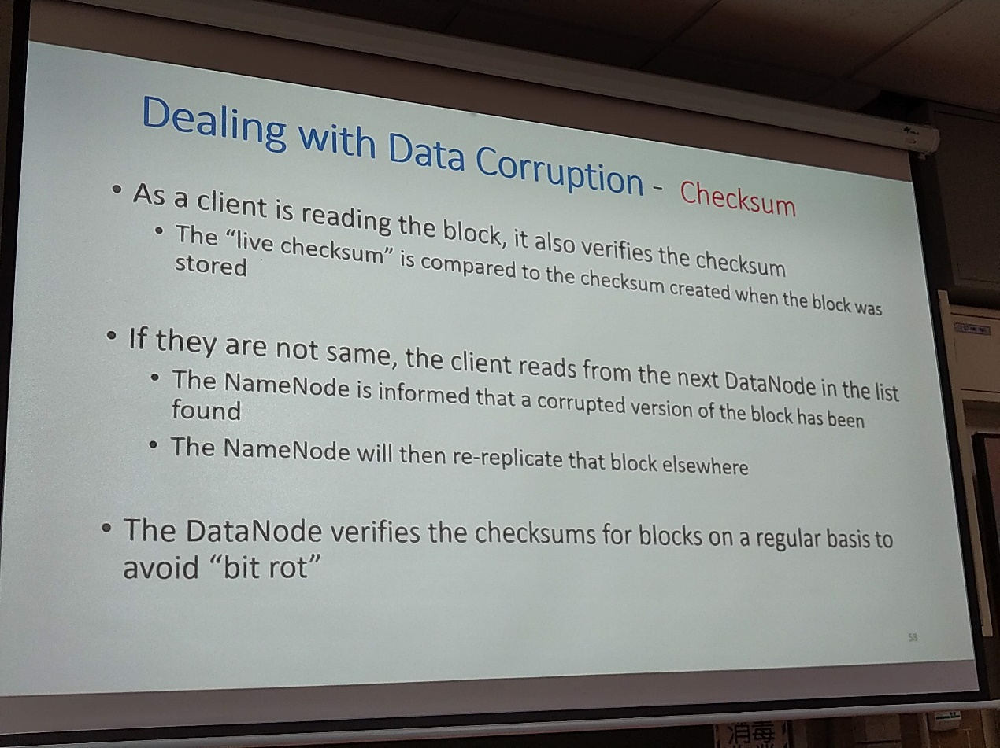 Dealing with Data Corruption - Checksum
• As a client is reading the block, it also verifies the checksum
• The “live checksum” is compared to the checksum created when the block was
stored
• If they are not same, the client reads from the next DataNode in the list
• The NameNode is informed that a corrupted version of the block has been
found
• The NameNode will then re-replicate that block elsewhere
• The DataNode verifies the checksums for blocks on a regular basis to
avoid “bit rot”
58
消毒